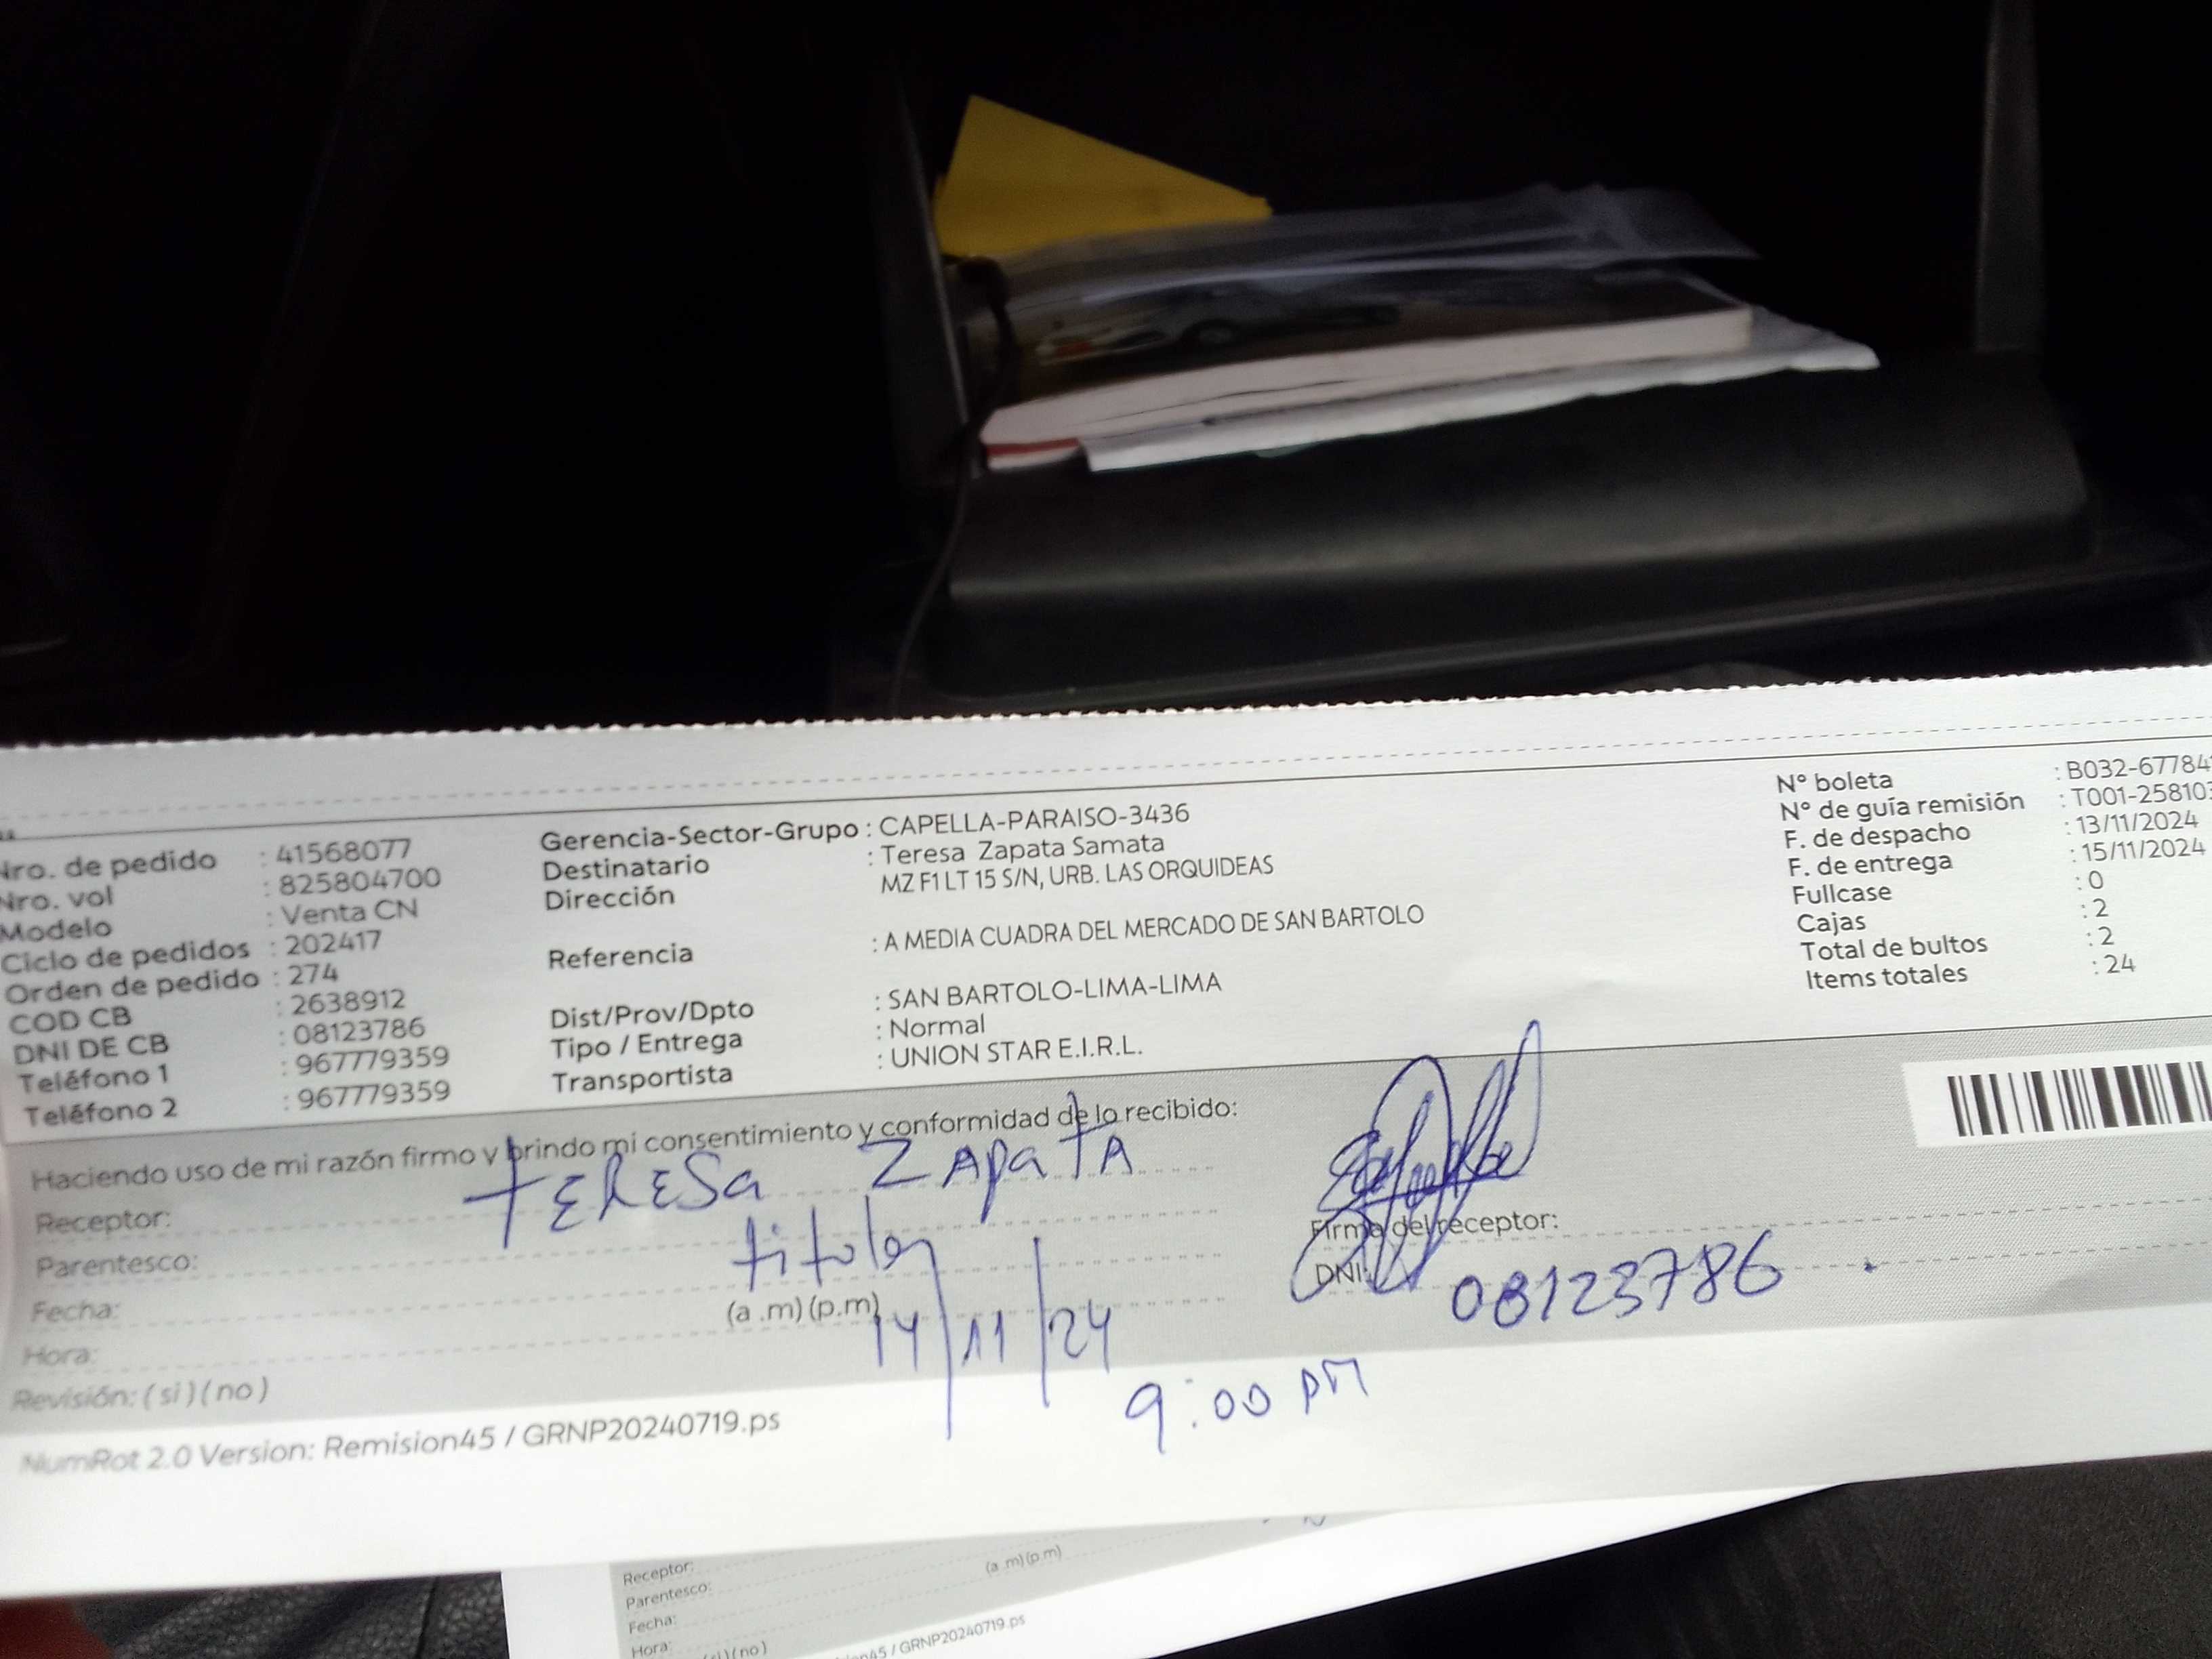 Nro. de pedido : 41568077
Nro. vol : 825804700
Modelo : Venta CN
Ciclo de pedidos : 202417
Orden de pedido : 274
COD CB : 2638912
DNI DE CB : 08123786
Teléfono 1 : 967779359
Teléfono 2 : 967779359
Gerencia-Sector-Grupo : CAPELLA-PARAISO-3436
Destinatario : Teresa Zapata Samata
Dirección MZ F1 LT 15 S/N, URB. LAS ORQUIDEAS
Referencia : A MEDIA CUADRA DEL MERCADO DE SAN BARTOLO
Dist/Prov/Dpto : SAN BARTOLO-LIMA-LIMA
Tipo / Entrega : Normal
Transportista : UNION STAR E.I.R.L.
N° boleta : B032-67784
N° de guía remisión : T001-25810
F. de despacho : 13/11/2024
F. de entrega : 15/11/2024
Fullcase : 0
Cajas : 2
Total de bultos : 2
Items totales : 24
Haciendo uso de mi razón firmo y brindo mi consentimiento y conformidad de lo recibido:
Receptor: tERESa ZApatA
Parentesco: titular
Fecha: 14/11/24
Hora: (a .m) (p.m) 9:00 PM
Revisión: ( si ) ( no )
Firma del receptor:
DNI: 08123786
NumRot 2.0 Version: Remision45 / GRNP20240719.ps
Receptor:
Parentesco:
Fecha:
Hora: (a .m) (p.m)
(si) (no)
/ GRNP20240719.ps